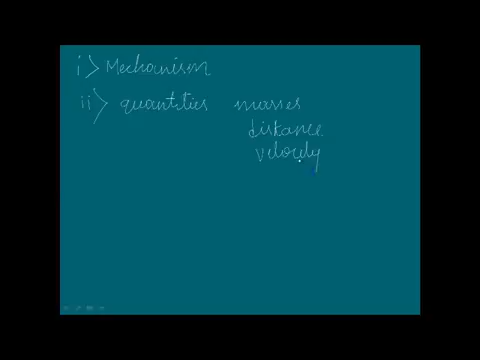 i> Mechanism
ii> quantities masses
distance
velocity